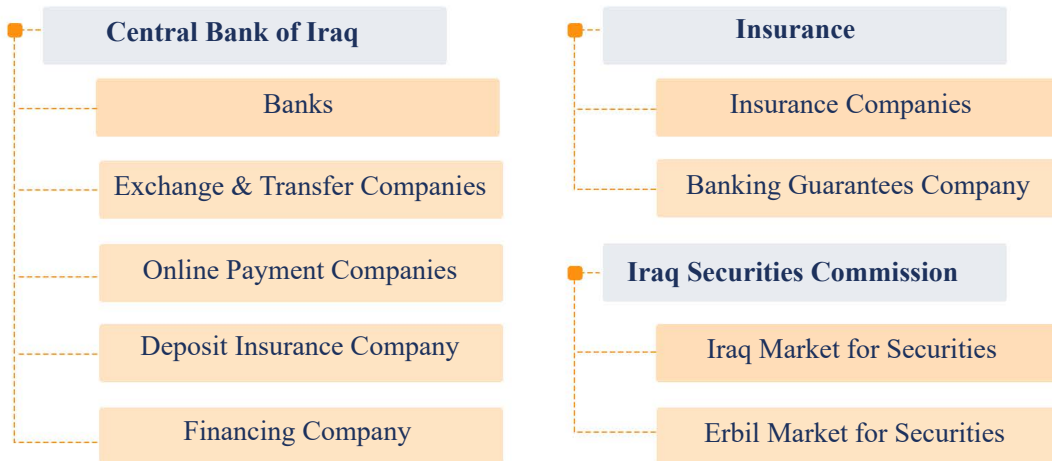 Central Bank of Iraq
Banks
Exchange & Transfer Companies
Online Payment Companies
Deposit Insurance Company
Financing Company
Insurance
Insurance Companies
Banking Guarantees Company
Iraq Securities Commission
Iraq Market for Securities
Erbil Market for Securities